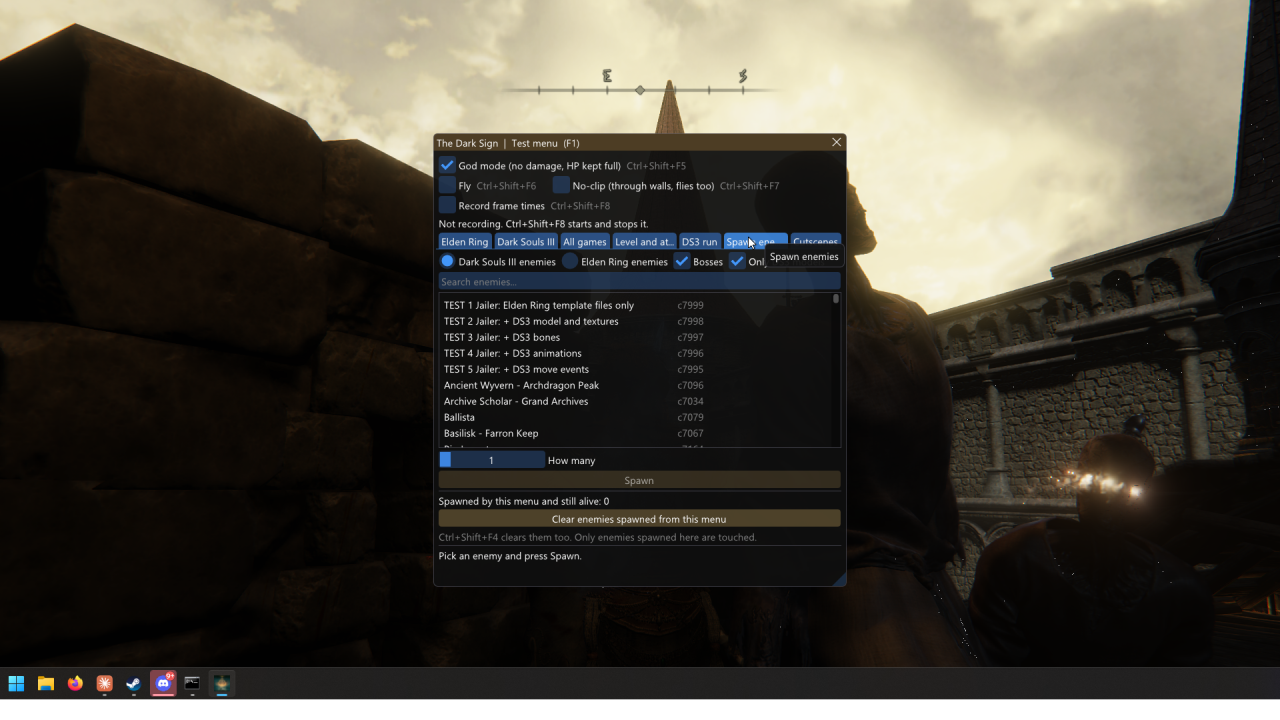 E S
The Dark Sign | Test menu (F1)
God mode (no damage, HP kept full) Ctrl+Shift+F5
Fly Ctrl+Shift+F6 No-clip (through walls, flies too) Ctrl+Shift+F7
Record frame times Ctrl+Shift+F8
Not recording. Ctrl+Shift+F8 starts and stops it.
Elden Ring Dark Souls III All games Level and at... DS3 run Spawn ene... Cutscenes
Spawn enemies
Dark Souls III enemies Elden Ring enemies Bosses
Search enemies...
TEST 1 Jailer: Elden Ring template files only c7999
TEST 2 Jailer: + DS3 model and textures c7998
TEST 3 Jailer: + DS3 bones c7997
TEST 4 Jailer: + DS3 animations c7996
TEST 5 Jailer: + DS3 move events c7995
Ancient Wyvern - Archdragon Peak c7096
Archive Scholar - Grand Archives c7034
Ballista c7079
Basilisk - Farron Keep c7067
1 How many
Spawn
Spawned by this menu and still alive: 0
Clear enemies spawned from this menu
Ctrl+Shift+F4 clears them too. Only enemies spawned here are touched.
Pick an enemy and press Spawn.